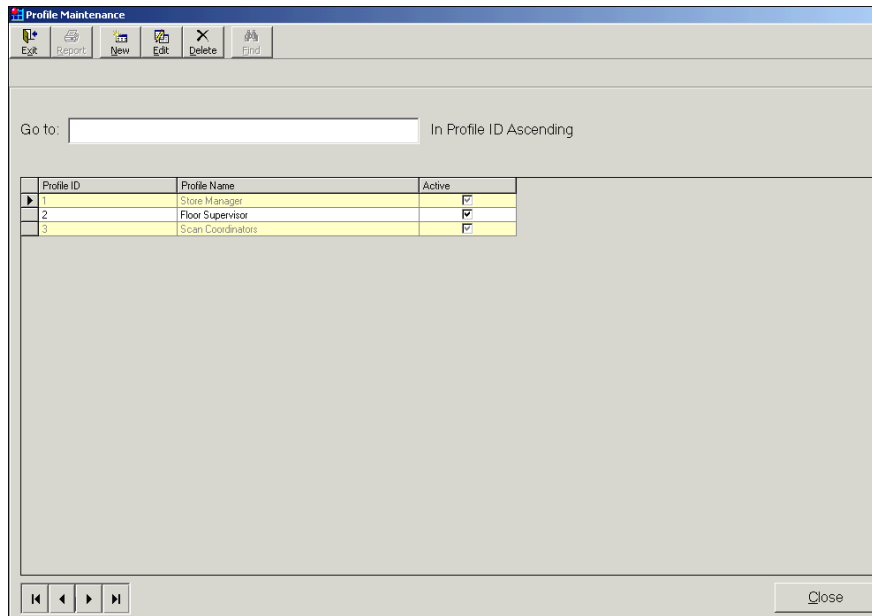 Profile Maintenance
Exit Report New Edit Delete Find
Go to: In Profile ID Ascending
Profile ID Profile Name Active
1 Store Manager
2 Floor Supervisor
3 Scan Coordinators
Close